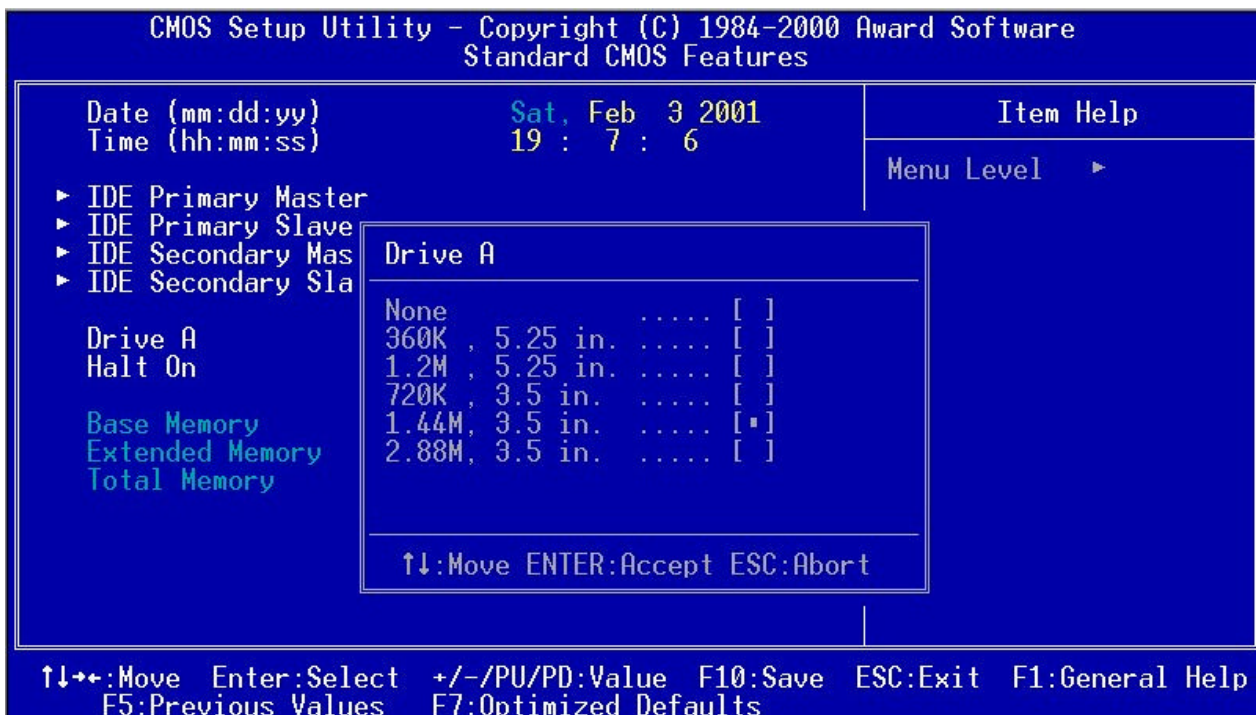 CMOS Setup Utility - Copyright (C) 1984-2000 Award Software
Standard CMOS Features
Date (mm:dd:yy) Sat, Feb 3 2001
Time (hh:mm:ss) 19 : 7 : 6
Item Help
Menu Level ►
► IDE Primary Master
► IDE Primary Slave
► IDE Secondary Mas
► IDE Secondary Sla
Drive A
Halt On
Base Memory
Extended Memory
Total Memory
Drive A
None ..... [ ]
360K , 5.25 in. ..... [ ]
1.2M , 5.25 in. ..... [ ]
720K , 3.5 in. ..... [ ]
1.44M, 3.5 in. ..... [▪]
2.88M, 3.5 in. ..... [ ]
↑↓:Move ENTER:Accept ESC:Abort
↑↓→←:Move Enter:Select +/-/PU/PD:Value F10:Save ESC:Exit F1:General Help
F5:Previous Values F7:Optimized Defaults